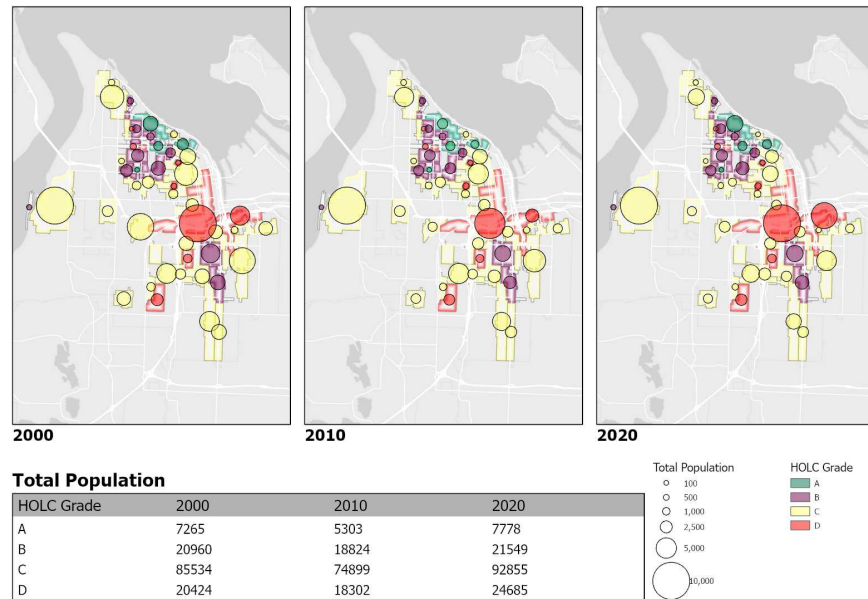 2000 2010 2020
Total Population
HOLC Grade 2000 2010 2020
A 7265 5303 7778
B 20960 18824 21549
C 85534 74899 92855
D 20424 18302 24685
Total Population
100
500
1,000
2,500
5,000
10,000
HOLC Grade
A
B
C
D